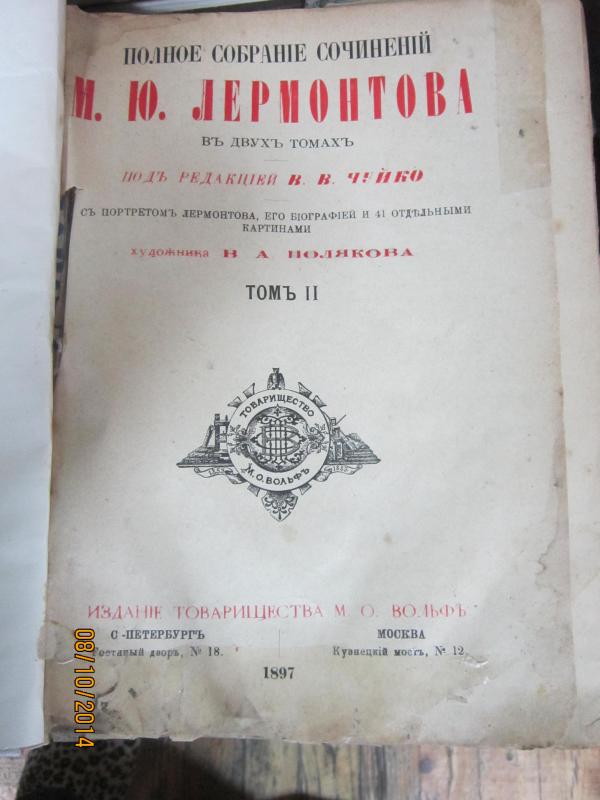 ПОЛНОЕ СОБРАНІЕ СОЧИНЕНІЙ
М. Ю. ЛЕРМОНТОВА
ВЪ ДВУХЪ ТОМАХЪ
ПОДЪ РЕДАКЦІЕЙ В. В. ЧУЙКО
СЪ ПОРТРЕТОМЪ ЛЕРМОНТОВА, ЕГО БІОГРАФІЕЙ И 41 ОТДѢЛЬНЫМИ
КАРТИНАМИ
художника В А ПОЛЯКОВА
ТОМЪ II
ТОВАРИЩЕСТВО
М. О. ВОЛЬФЪ
ИЗДАНІЕ ТОВАРИЩЕСТВА М. О. ВОЛЬФЪ
С -ПЕТЕРБУРГЪ
МОСКВА
Гостиный дворъ, № 18.
Кузнецкій мостъ, № 12
1897
08/10/2014